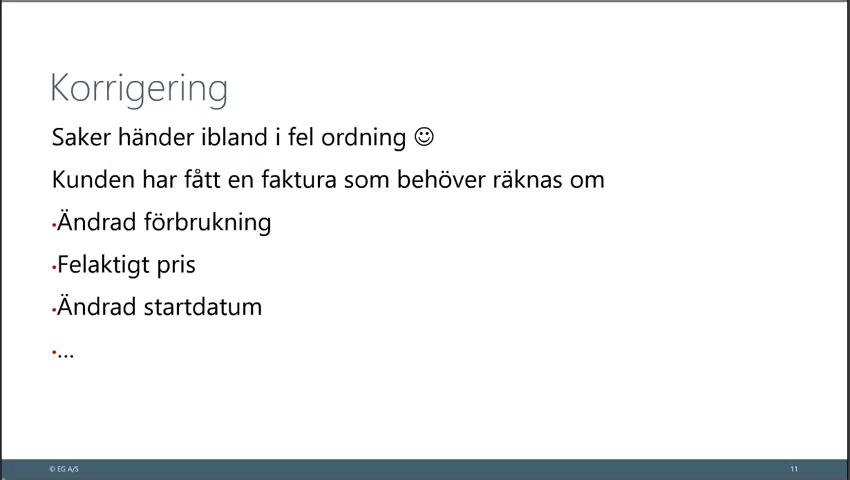 Korrigering
Saker händer ibland i fel ordning ☺
Kunden har fått en faktura som behöver räknas om
•Ändrad förbrukning
•Felaktigt pris
•Ändrad startdatum
•...
© EG A/S
11